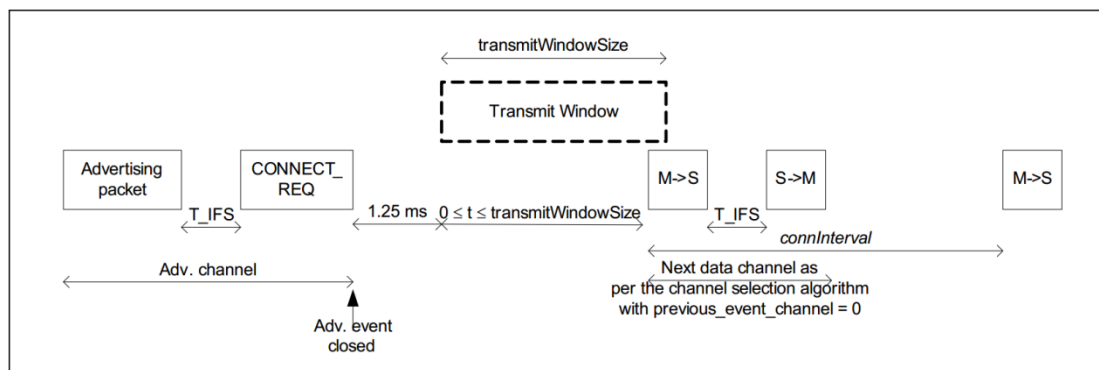 transmitWindowSize
Transmit Window
Advertising
packet
CONNECT_
REQ
M->S
S->M
M->S
T_IFS
1.25 ms
0 ≤ t ≤ transmitWindowSize
T_IFS
connInterval
Adv. channel
Next data channel as
per the channel selection algorithm
with previous_event_channel = 0
Adv. event
closed